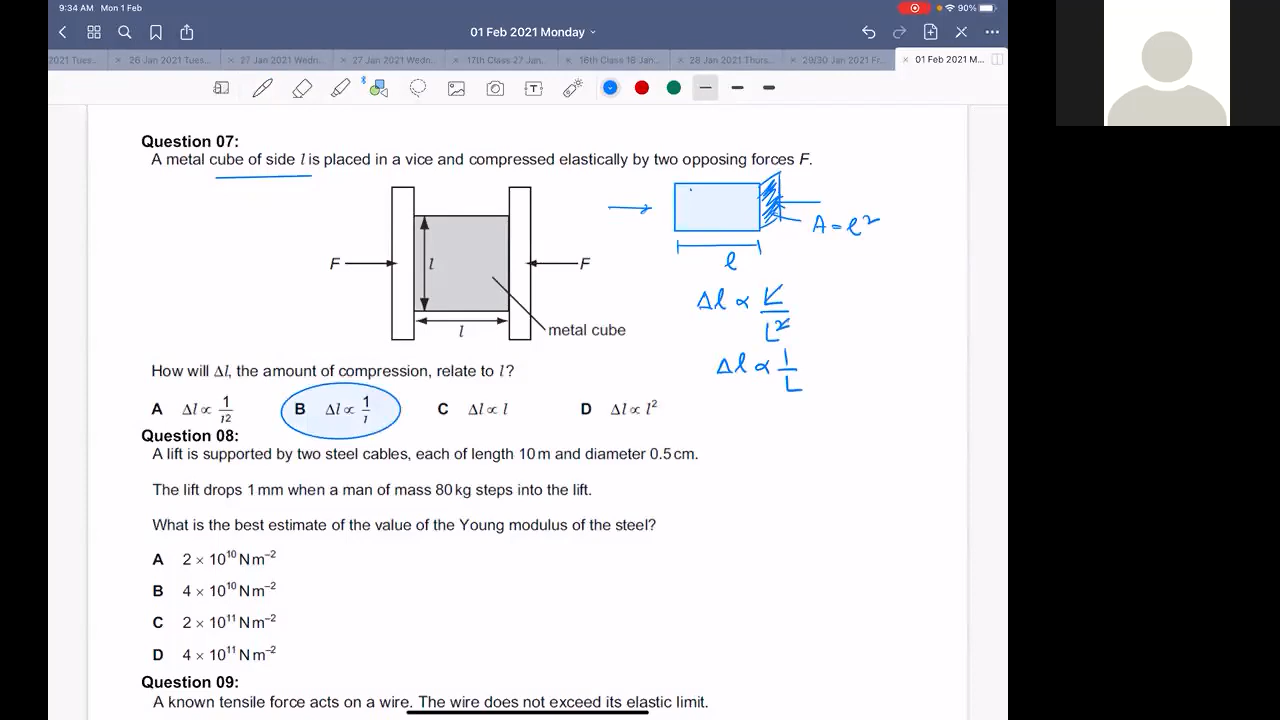 9:34 AM Mon 1 Feb
90%
01 Feb 2021 Monday
2021 Tues...
26 Jan 2021 Tues...
27 Jan 2021 Wedn...
27 Jan 2021 Wedn...
17th Class 27 Jan...
16th Class 18 Jan...
28 Jan 2021 Thurs...
29/30 Jan 2021 Fr...
01 Feb 2021 M...
Question 07:
A metal cube of side l is placed in a vice and compressed elastically by two opposing forces F.
A = l²
l
F
l
F
l
metal cube
Δl ∝ L/L²
Δl ∝ 1/L
How will Δl, the amount of compression, relate to l?
A Δl ∝ 1/l² B Δl ∝ 1/l C Δl ∝ l D Δl ∝ l²
Question 08:
A lift is supported by two steel cables, each of length 10 m and diameter 0.5 cm.
The lift drops 1 mm when a man of mass 80 kg steps into the lift.
What is the best estimate of the value of the Young modulus of the steel?
A 2 × 10¹⁰ N m⁻²
B 4 × 10¹⁰ N m⁻²
C 2 × 10¹¹ N m⁻²
D 4 × 10¹¹ N m⁻²
Question 09:
A known tensile force acts on a wire. The wire does not exceed its elastic limit.